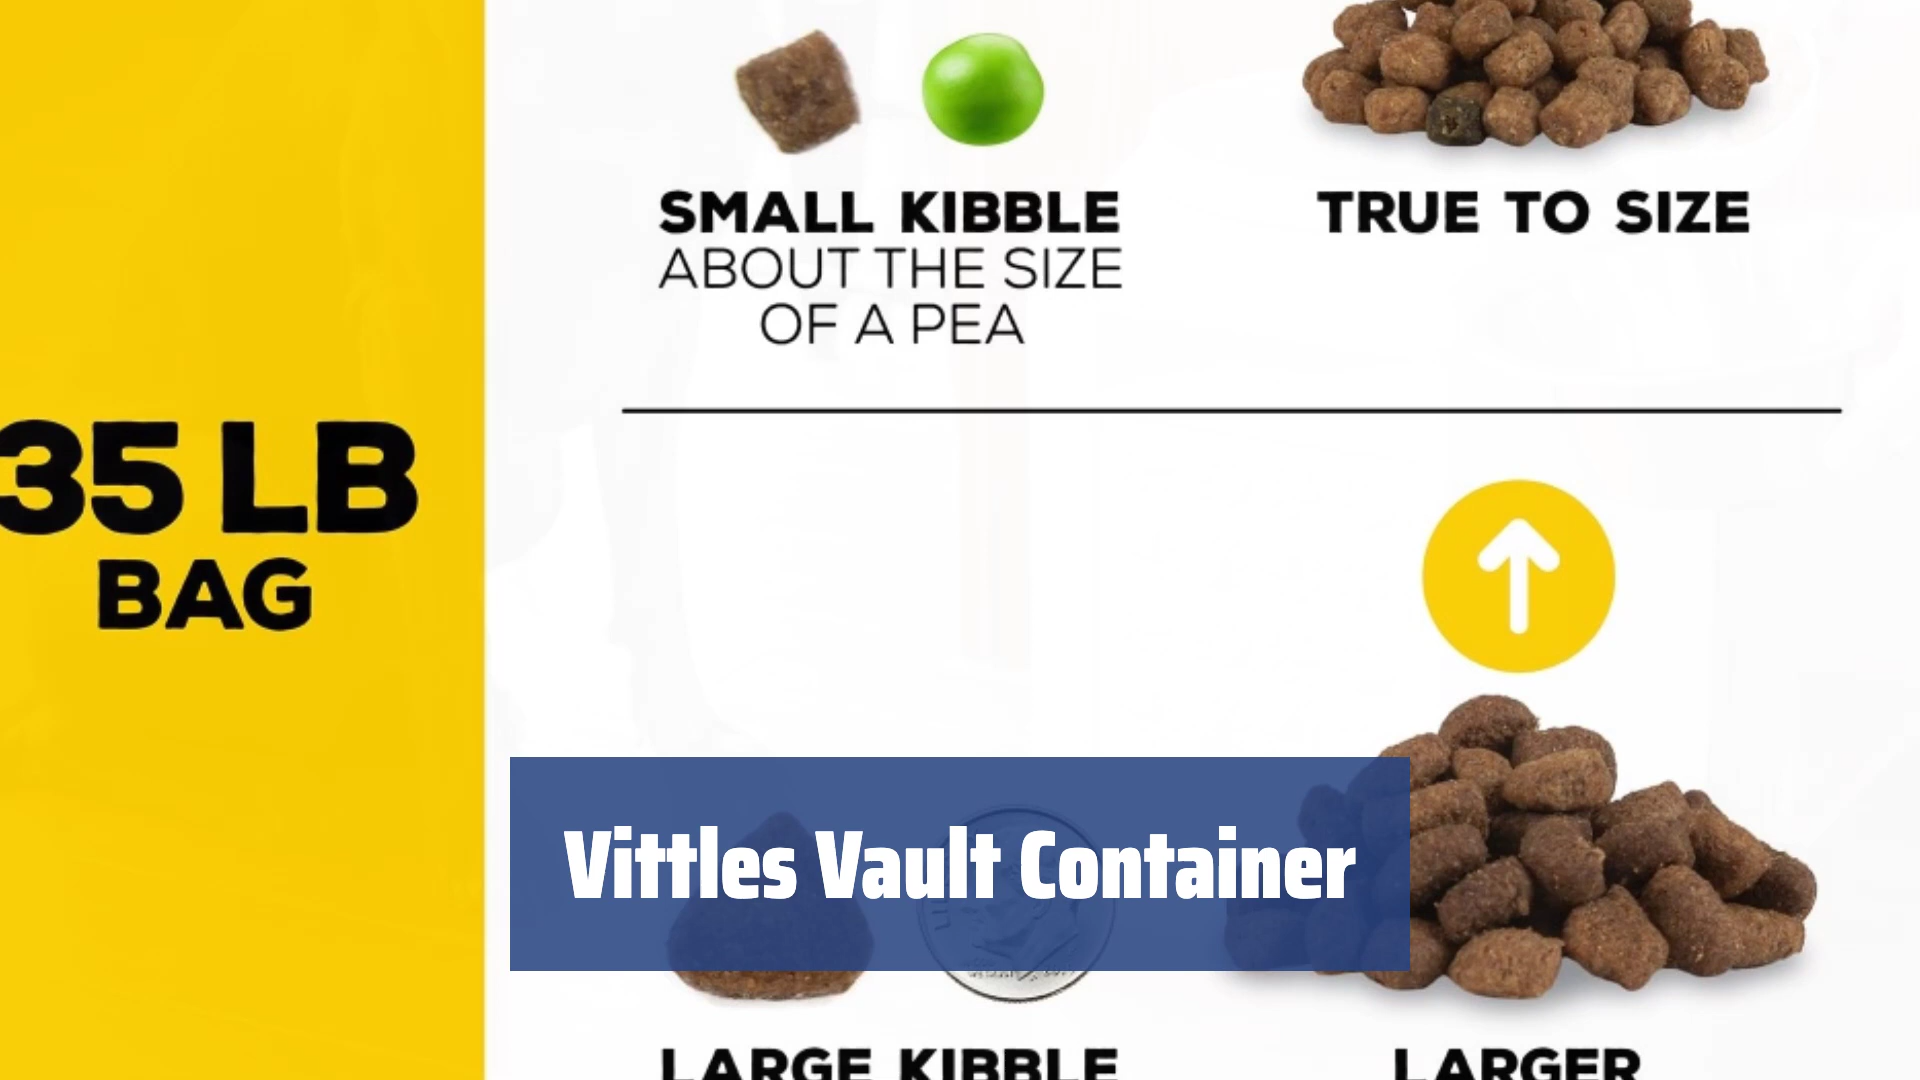 35 LB
BAG
SMALL KIBBLE
ABOUT THE SIZE
OF A PEA
TRUE TO SIZE
Vittles Vault Container
LARGE KIBBLE
LARGER